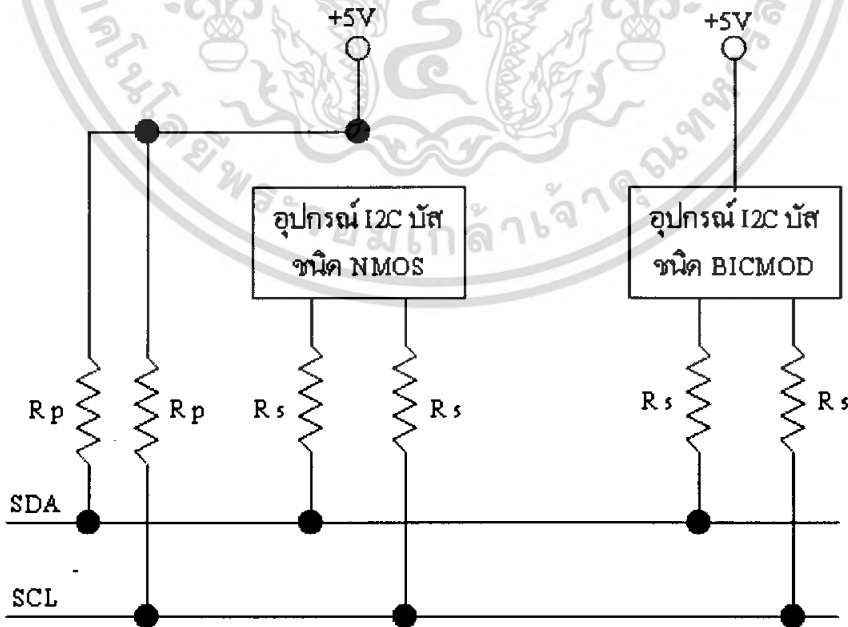 +5V
+5V
อุปกรณ์ I2C บัส
ชนิด NMOS
อุปกรณ์ I2C บัส
ชนิด BICMOD
Rp
Rp
Rs
Rs
Rs
Rs
SDA
SCL